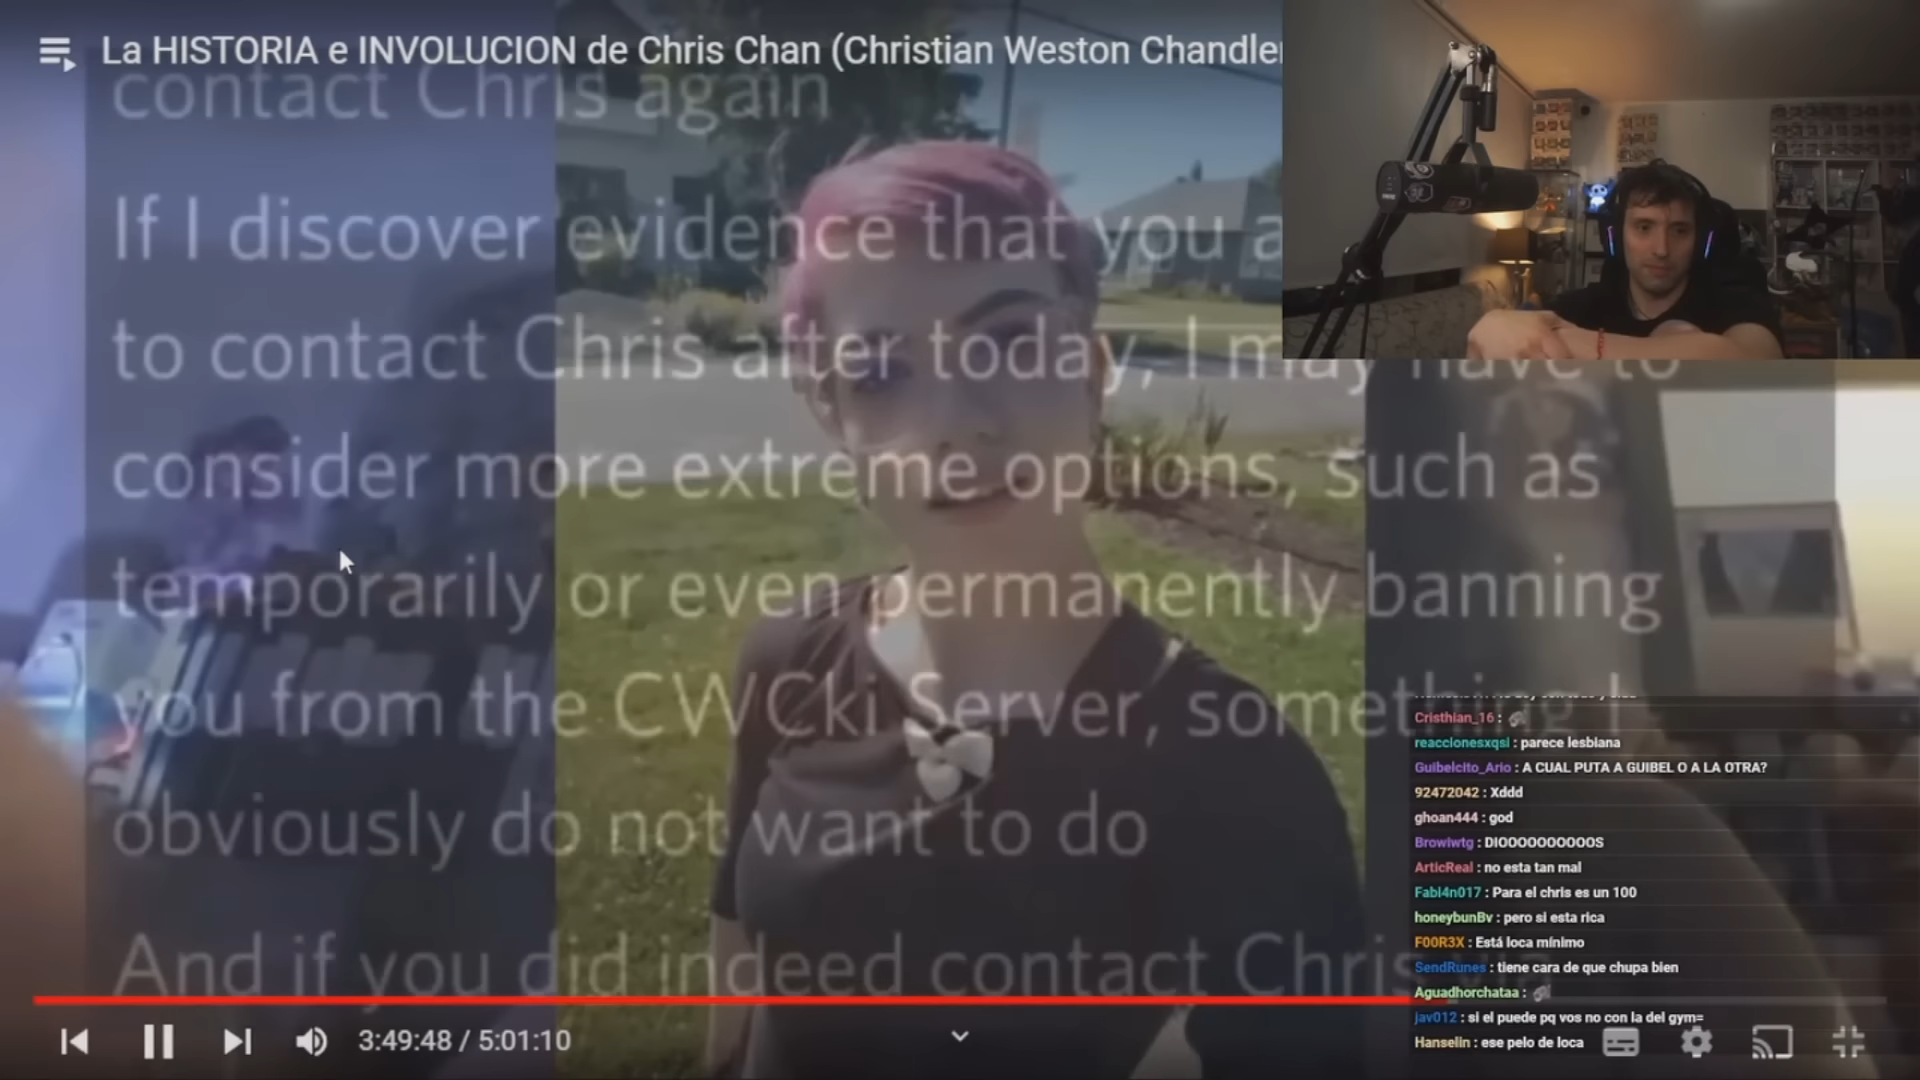 La HISTORIA e INVOLUCION de Chris Chan (Christian Weston Chandler
contact Chris again
If I discover evidence that you a
to contact Chris after today, I may have to
consider more extreme options, such as
temporarily or even permanently banning
you from the CWCki Server, something I
obviously do not want to do
And if you did indeed contact Chris
Cristhian_16 :
reaccionesxqsi : parece lesbiana
Guibelcito_Ario : A CUAL PUTA A GUIBEL O A LA OTRA?
92472042 : Xddd
ghoan444 : god
Browiwtg : DIOOOOOOOOOOS
ArticReal : no esta tan mal
Fabi4n017 : Para el chris es un 100
honeybunBv : pero si esta rica
F00R3X : Está loca mínimo
SendRunes : tiene cara de que chupa bien
Aguadhorchataa :
jav012 : si el puede pq vos no con la del gym=
Hanselin : ese pelo de loca
3:49:48 / 5:01:10